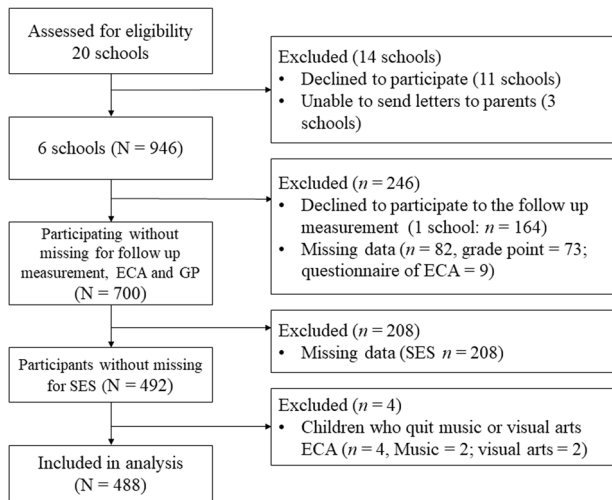 Assessed for eligibility
20 schools
Excluded (14 schools)
• Declined to participate (11 schools)
• Unable to send letters to parents (3
schools)
6 schools (N = 946)
Excluded (n = 246)
• Declined to participate to the follow up
measurement (1 school: n = 164)
• Missing data (n = 82, grade point = 73;
questionnaire of ECA = 9)
Participating without
missing for follow up
measurement, ECA and GP
(N = 700)
Excluded (n = 208)
• Missing data (SES n = 208)
Participants without missing
for SES (N = 492)
Excluded (n = 4)
• Children who quit music or visual arts
ECA (n = 4, Music = 2; visual arts = 2)
Included in analysis
(N = 488)